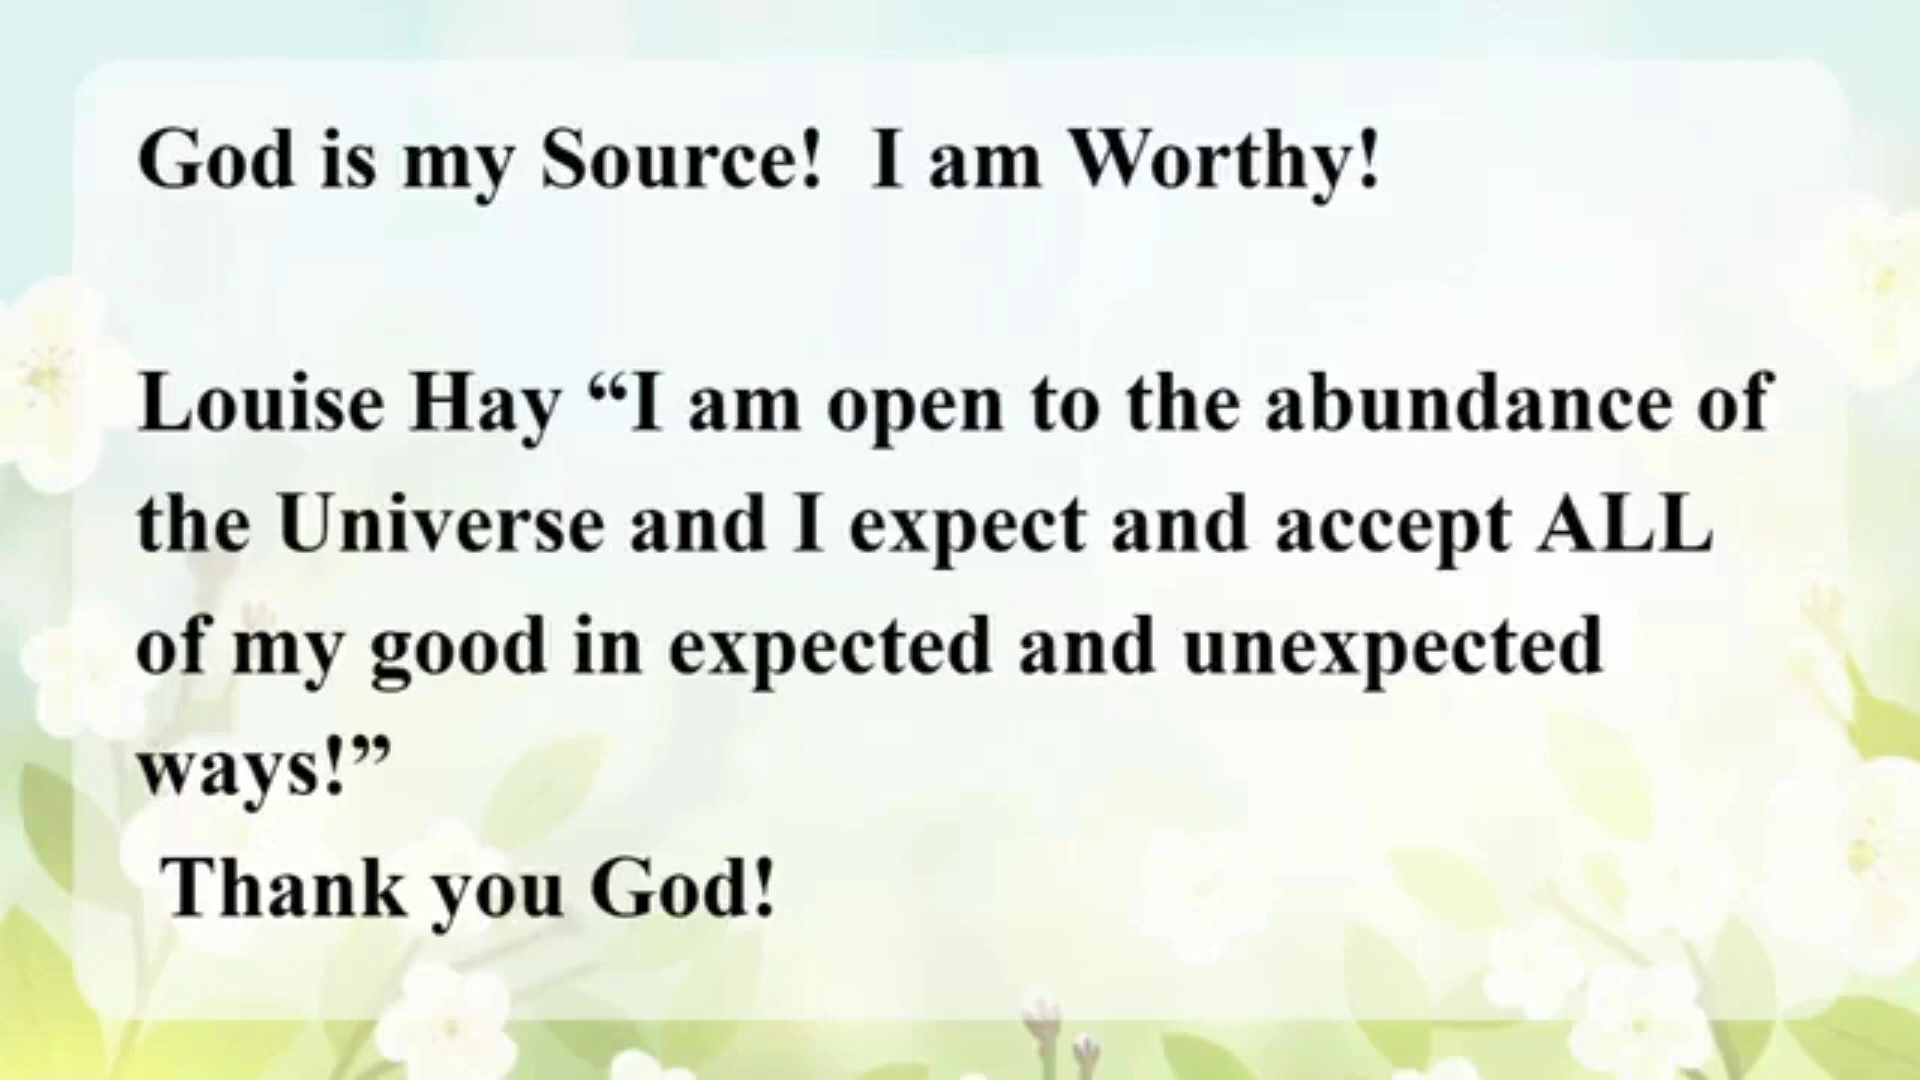 God is my Source!  I am Worthy!
Louise Hay “I am open to the abundance of
the Universe and I expect and accept ALL
of my good in expected and unexpected
ways!”
Thank you God!